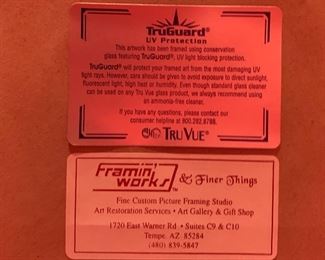 TruGuard®
UV Protection
This artwork has been framed using conservation
glass featuring TruGuard®, UV light blocking protection.
TruGuard® will protect your framed art from the most damaging UV
light rays. However, care should be given to avoid exposure to direct sunlight,
fluorescent light, high heat or humidity. Even though standard glass cleaner
can be used on any Tru Vue glass product, we always recommend using
an ammonia-free cleaner.
If you have any questions, please contact our
consumer helpline at 800.282.8788.
TRU VUE®
Framin' works™ & Finer Things
Fine Custom Picture Framing Studio
Art Restoration Services • Art Gallery & Gift Shop
1720 East Warner Rd • Suites C9 & C10
Tempe, AZ 85284
(480) 839-5847